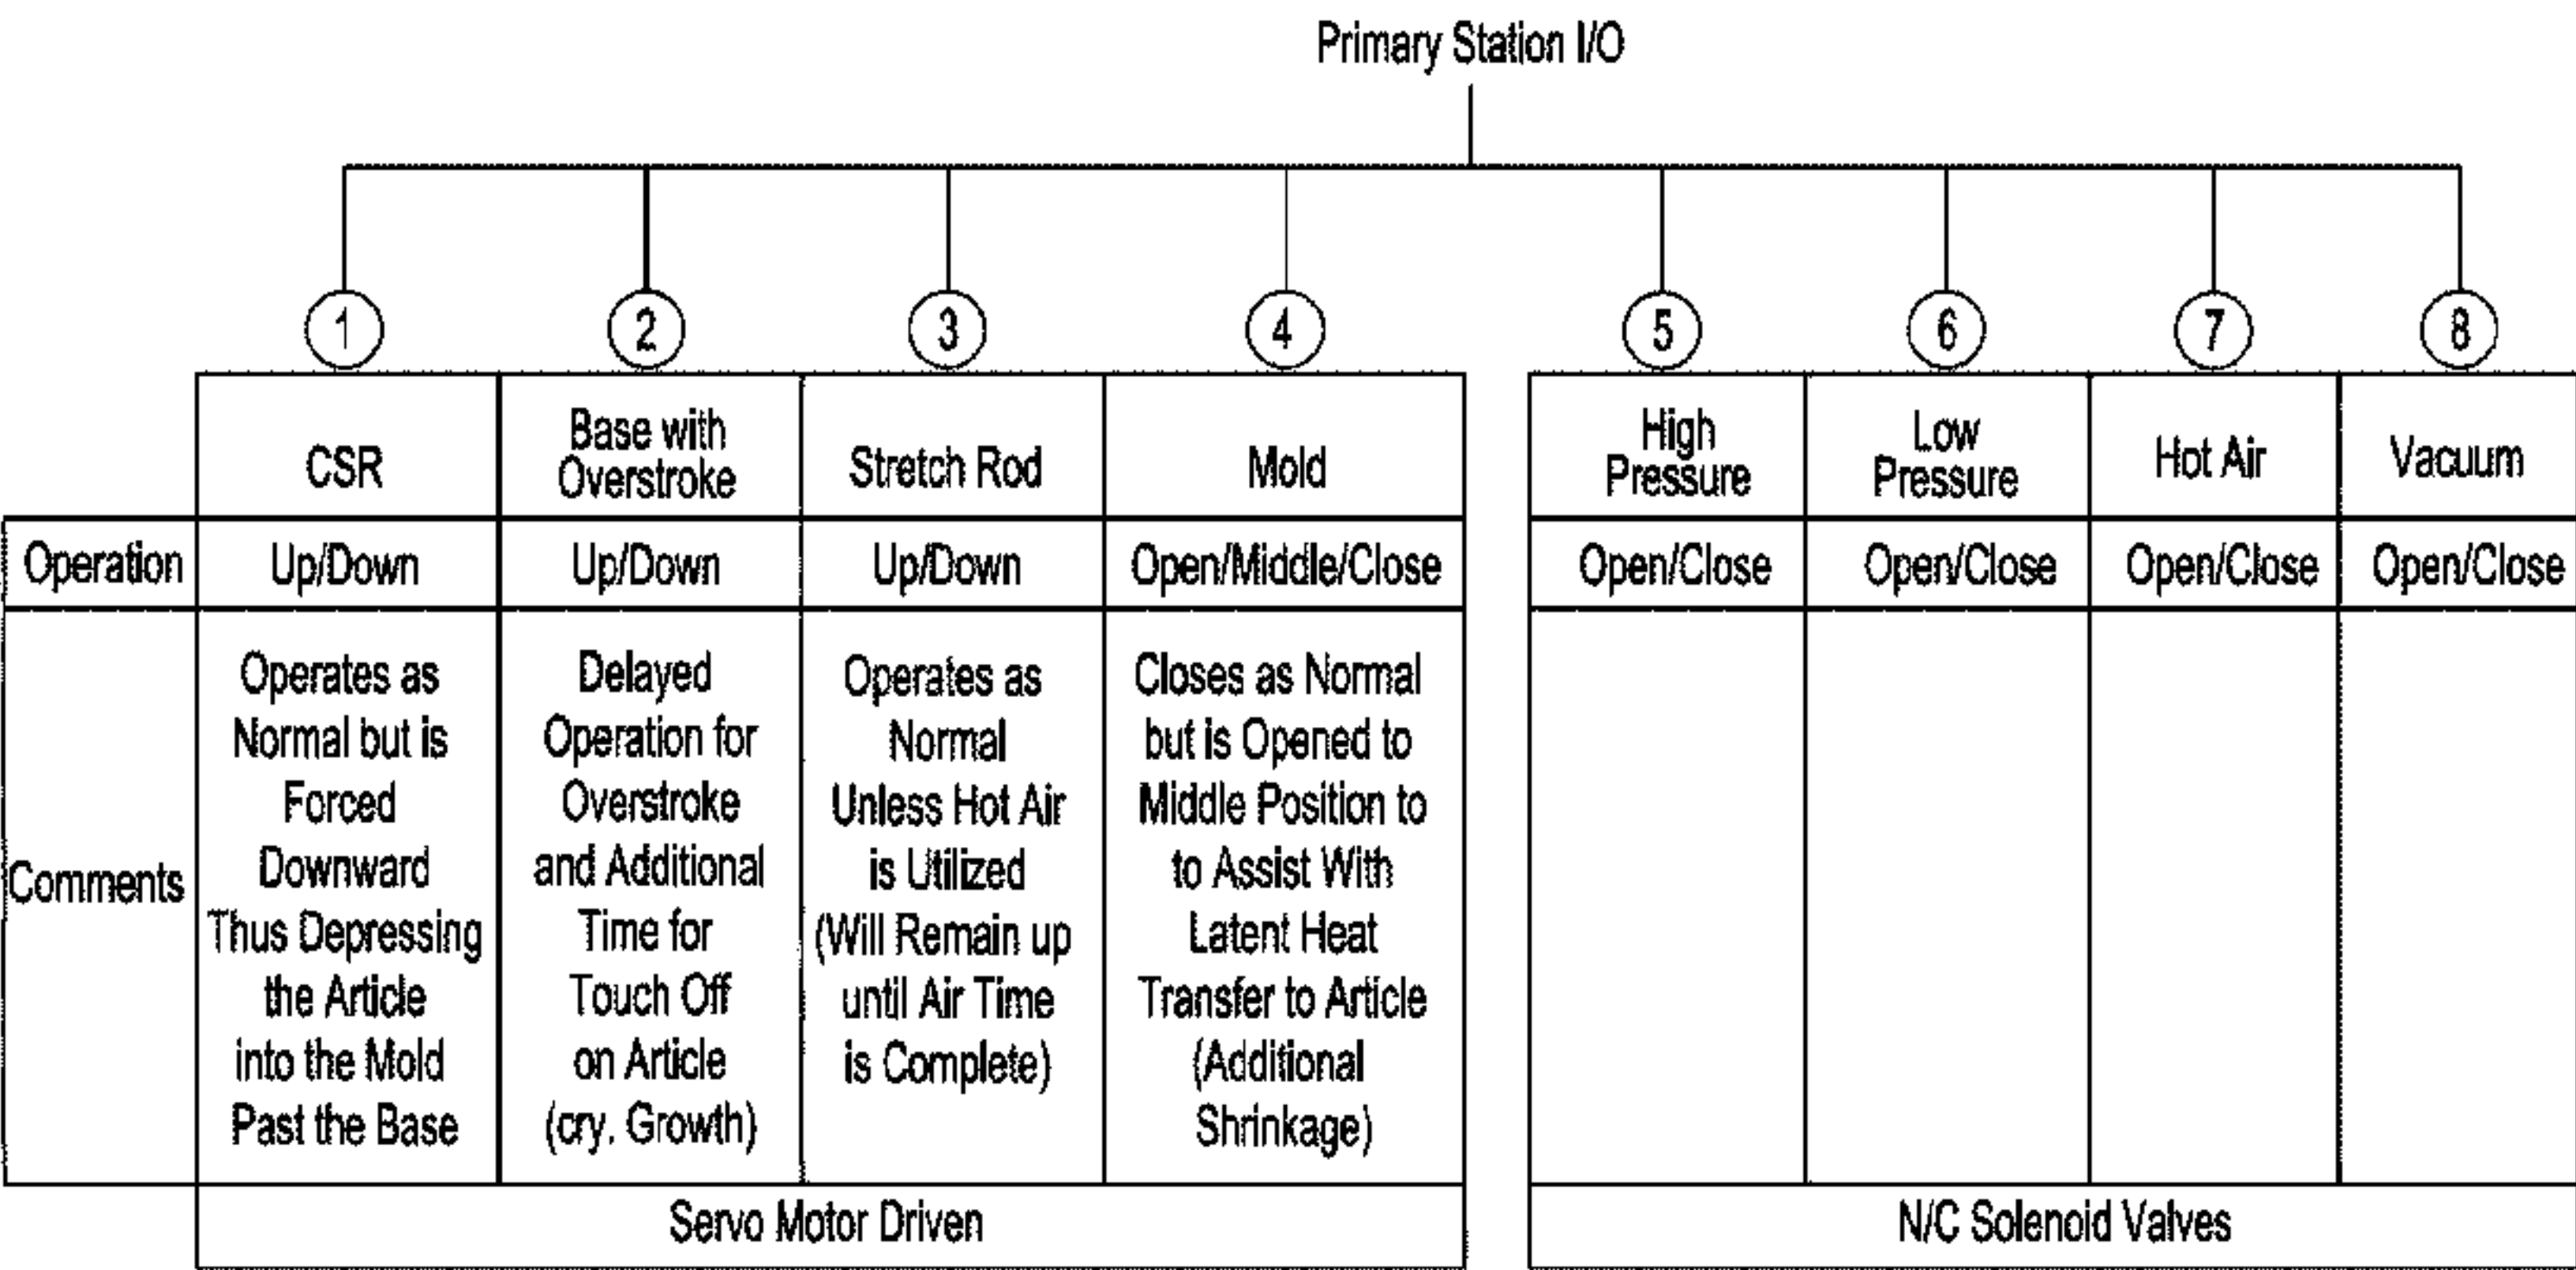 Primary Station I/O
1
2
3
4
5
6
7
8
CSR
Base with
Overstroke
Stretch Rod
Mold
High
Pressure
Low
Pressure
Hot Air
Vacuum
Operation
Up/Down
Up/Down
Up/Down
Open/Middle/Close
Open/Close
Open/Close
Open/Close
Open/Close
Comments
Operates as
Normal but is
Forced
Downward
Thus Depressing
the Article
into the Mold
Past the Base
Delayed
Operation for
Overstroke
and Additional
Time for
Touch Off
on Article
(cry. Growth)
Operates as
Normal
Unless Hot Air
is Utilized
(Will Remain up
until Air Time
is Complete)
Closes as Normal
but is Opened to
Middle Position to
to Assist With
Latent Heat
Transfer to Article
(Additional
Shrinkage)
Servo Motor Driven
N/C Solenoid Valves